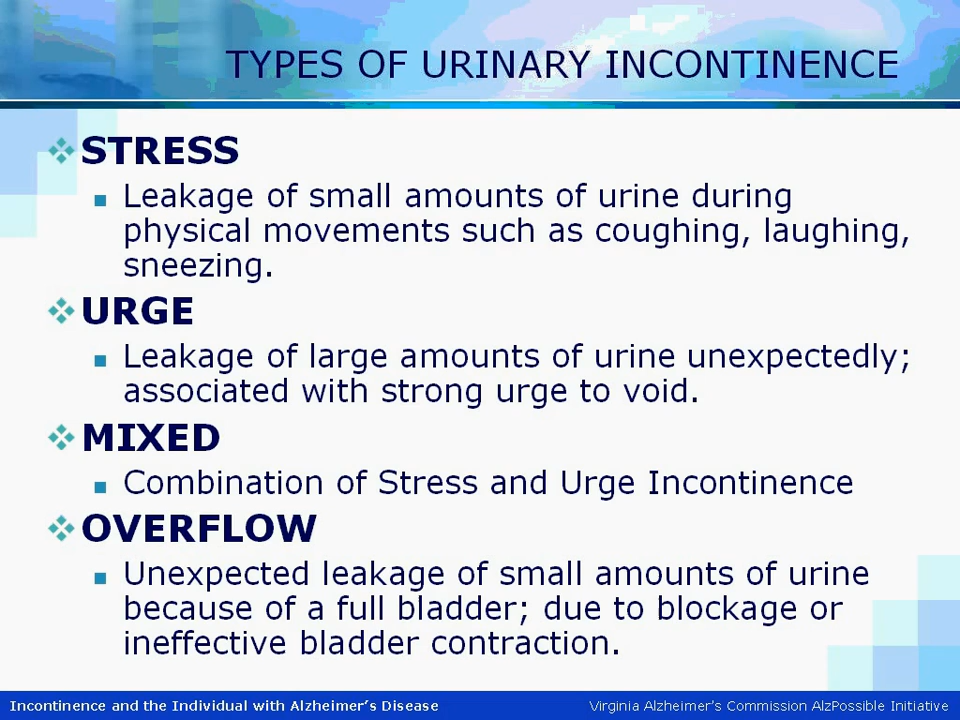 TYPES OF URINARY INCONTINENCE
STRESS
Leakage of small amounts of urine during
physical movements such as coughing, laughing,
sneezing.
URGE
Leakage of large amounts of urine unexpectedly;
associated with strong urge to void.
MIXED
Combination of Stress and Urge Incontinence
OVERFLOW
Unexpected leakage of small amounts of urine
because of a full bladder; due to blockage or
ineffective bladder contraction.
Incontinence and the Individual with Alzheimer's Disease
Virginia Alzheimer's Commission AlzPossible Initiative